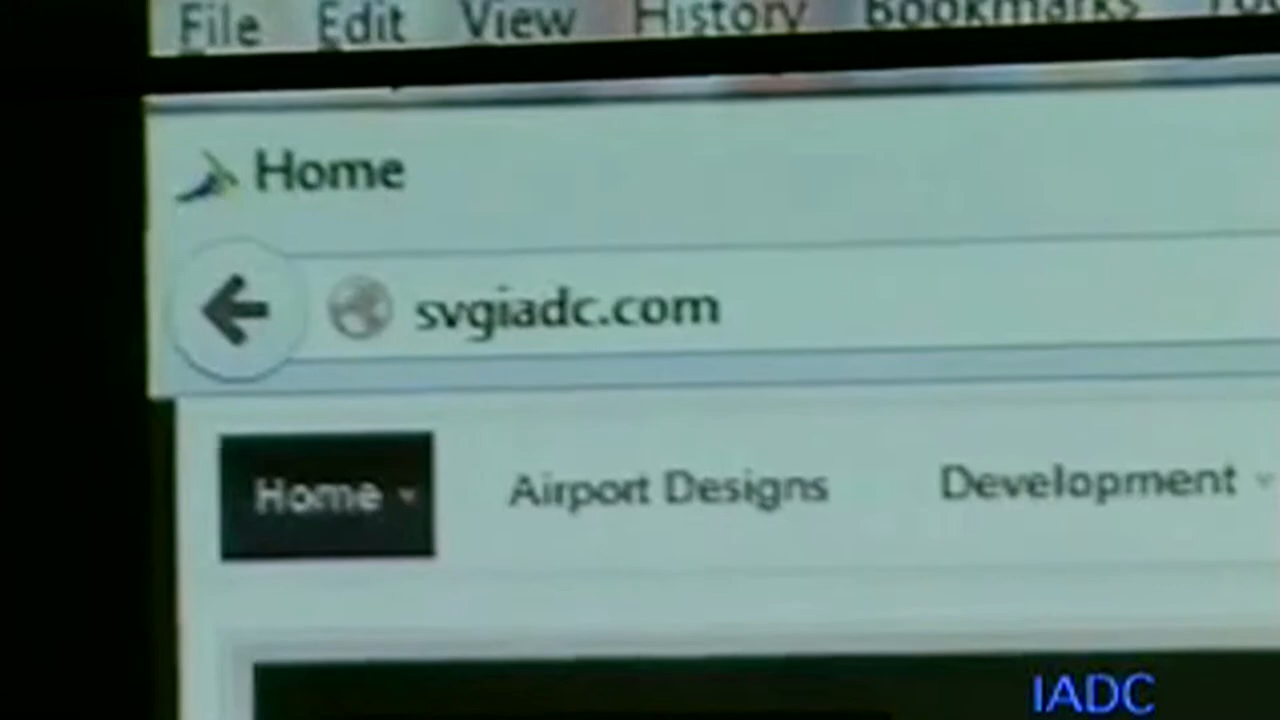 File Edit View History Bookmarks
Home
svgiadc.com
Home Airport Designs Development
IADC